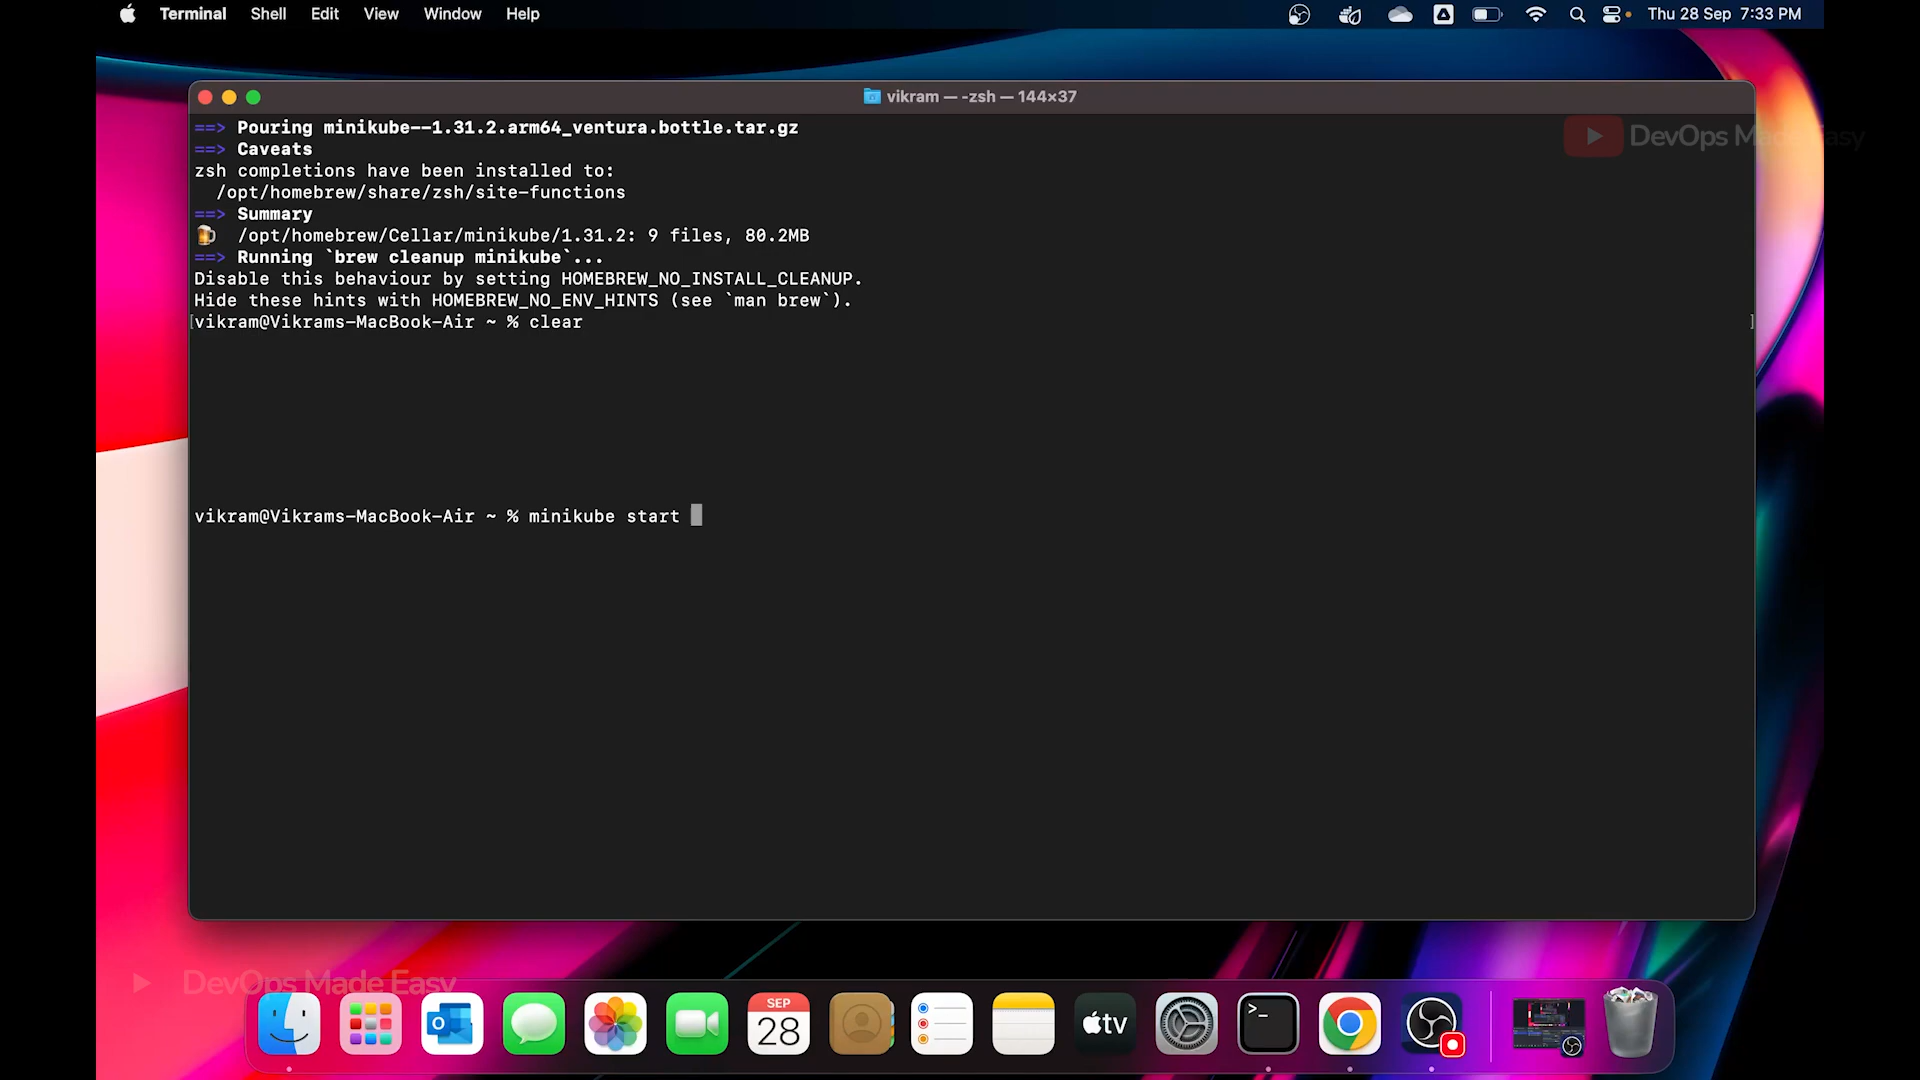 Terminal Shell Edit View Window Help Thu 28 Sep 7:33 PM
vikram — -zsh — 144×37
==> Pouring minikube--1.31.2.arm64_ventura.bottle.tar.gz
DevOps Made Easy
==> Caveats
zsh completions have been installed to:
/opt/homebrew/share/zsh/site-functions
==> Summary
/opt/homebrew/Cellar/minikube/1.31.2: 9 files, 80.2MB
==> Running `brew cleanup minikube`...
Disable this behaviour by setting HOMEBREW_NO_INSTALL_CLEANUP.
Hide these hints with HOMEBREW_NO_ENV_HINTS (see `man brew`).
[vikram@Vikrams-MacBook-Air ~ % clear ]
vikram@Vikrams-MacBook-Air ~ % minikube start
DevOps Made Easy
SEP
28
tv
>_